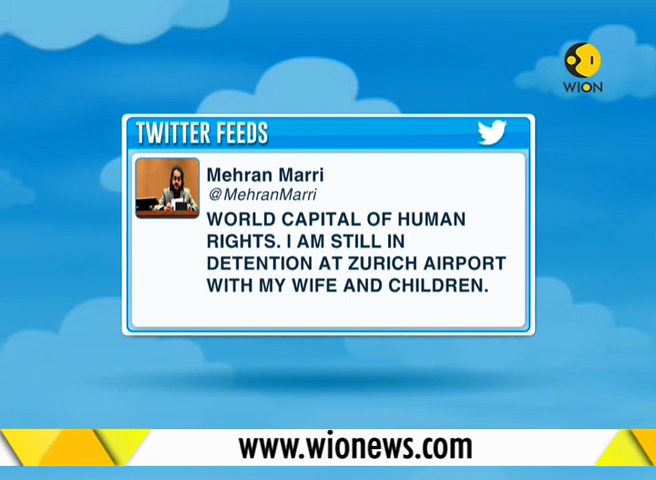 WION
TWITTER FEEDS
Mehran Marri
@MehranMarri
WORLD CAPITAL OF HUMAN
RIGHTS. I AM STILL IN
DETENTION AT ZURICH AIRPORT
WITH MY WIFE AND CHILDREN.
www.wionews.com